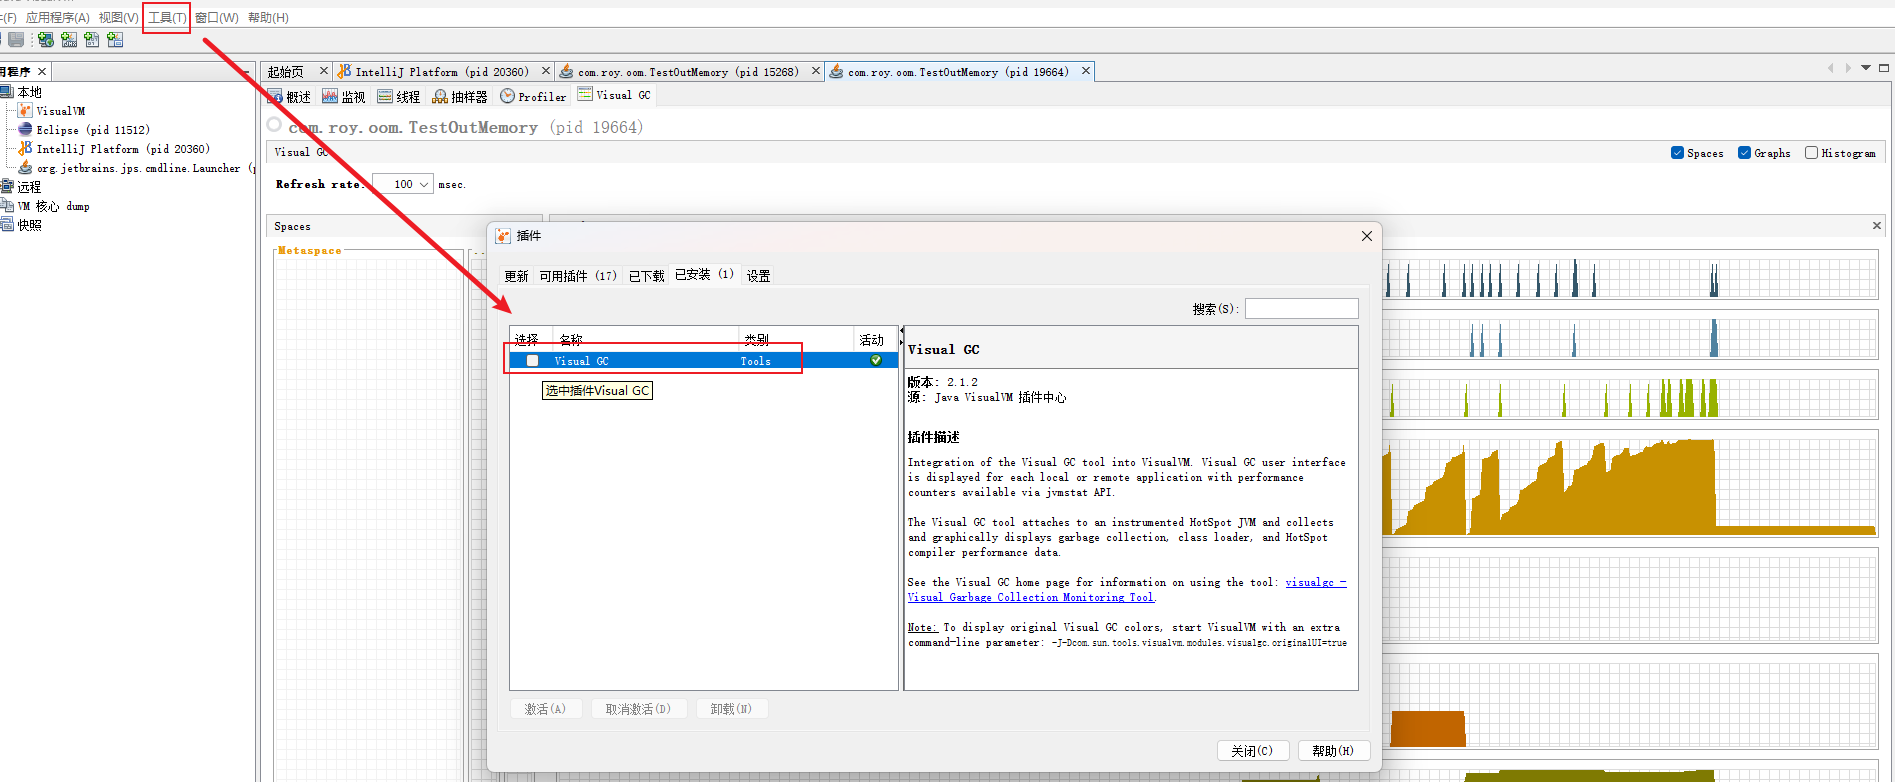 (F) 应用程序(A) 视图(V) 工具(T) 窗口(W) 帮助(H)
用程序
本地
VisualVM
Eclipse (pid 11512)
IntelliJ Platform (pid 20360)
org.jetbrains.jps.cmdline.Launcher (
远程
VM 核心 dump
快照
起始页 IntelliJ Platform (pid 20360) com.roy.oom.TestOutMemory (pid 15268) com.roy.oom.TestOutMemory (pid 19664)
概述 监视 线程 抽样器 Profiler Visual GC
com.roy.oom.TestOutMemory (pid 19664)
Visual GC
Spaces Graphs Histogram
Refresh rate: 100 msec.
Spaces
Metaspace
插件
更新 可用插件 (17) 已下载 已安装 (1) 设置
搜索(S):
选择 名称 类别 活动
Visual GC Tools
选中插件Visual GC
Visual GC
版本: 2.1.2
源: Java VisualVM 插件中心
插件描述
Integration of the Visual GC tool into VisualVM. Visual GC user interface
is displayed for each local or remote application with performance
counters available via jvmstat API.
The Visual GC tool attaches to an instrumented HotSpot JVM and collects
and graphically displays garbage collection, class loader, and HotSpot
compiler performance data.
See the Visual GC home page for information on using the tool: visualgc -
Visual Garbage Collection Monitoring Tool.
Note: To display original Visual GC colors, start VisualVM with an extra
command-line parameter: -J-Dcom.sun.tools.visualvm.modules.visualgc.originalUI=true
激活(A) 取消激活(D) 卸载(N)
关闭(C) 帮助(H)